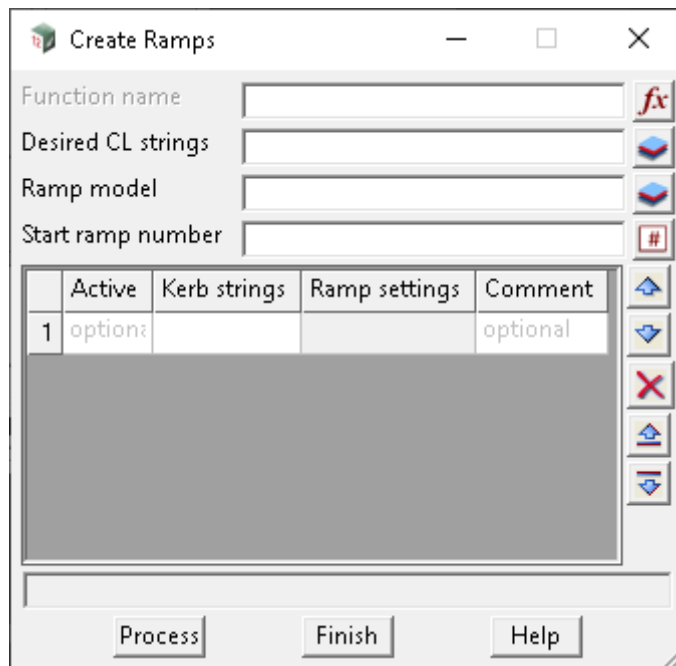 Create Ramps
Function name
Desired CL strings
Ramp model
Start ramp number
Active Kerb strings Ramp settings Comment
1 optiona optional
Process Finish Help